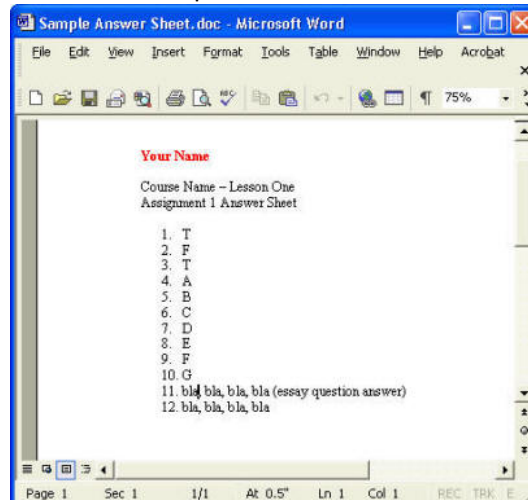 Sample Answer Sheet.doc - Microsoft Word
File Edit View Insert Format Tools Table Window Help Acrobat
75%
Your Name
Course Name – Lesson One
Assignment 1 Answer Sheet
1. T
2. F
3. T
4. A
5. B
6. C
7. D
8. E
9. F
10. G
11. bla, bla, bla, bla (essay question answer)
12. bla, bla, bla, bla
Page 1 Sec 1 1/1 At 0.5" Ln 1 Col 1 REC TRK E